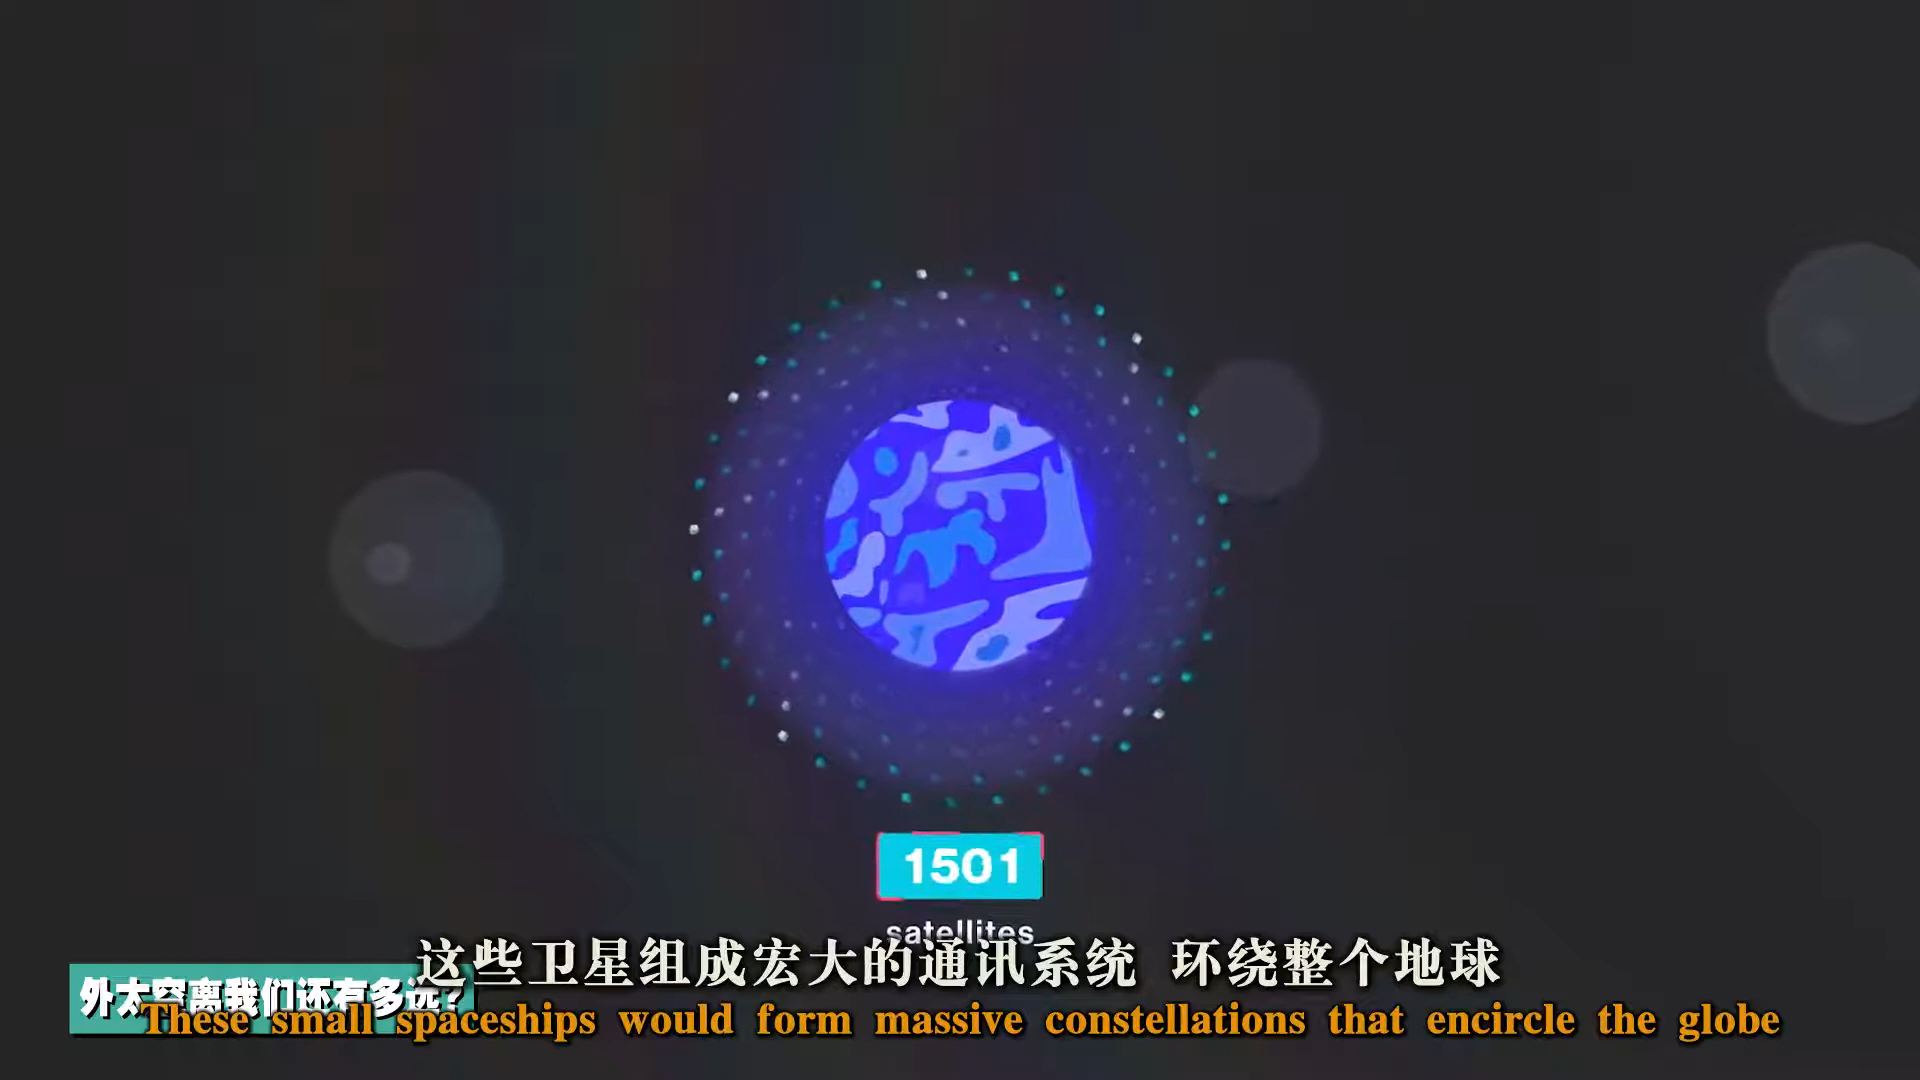 1501
satellites
这些卫星组成宏大的通讯系统 环绕整个地球
外太空离我们还有多远?
These small spaceships would form massive constellations that encircle the globe